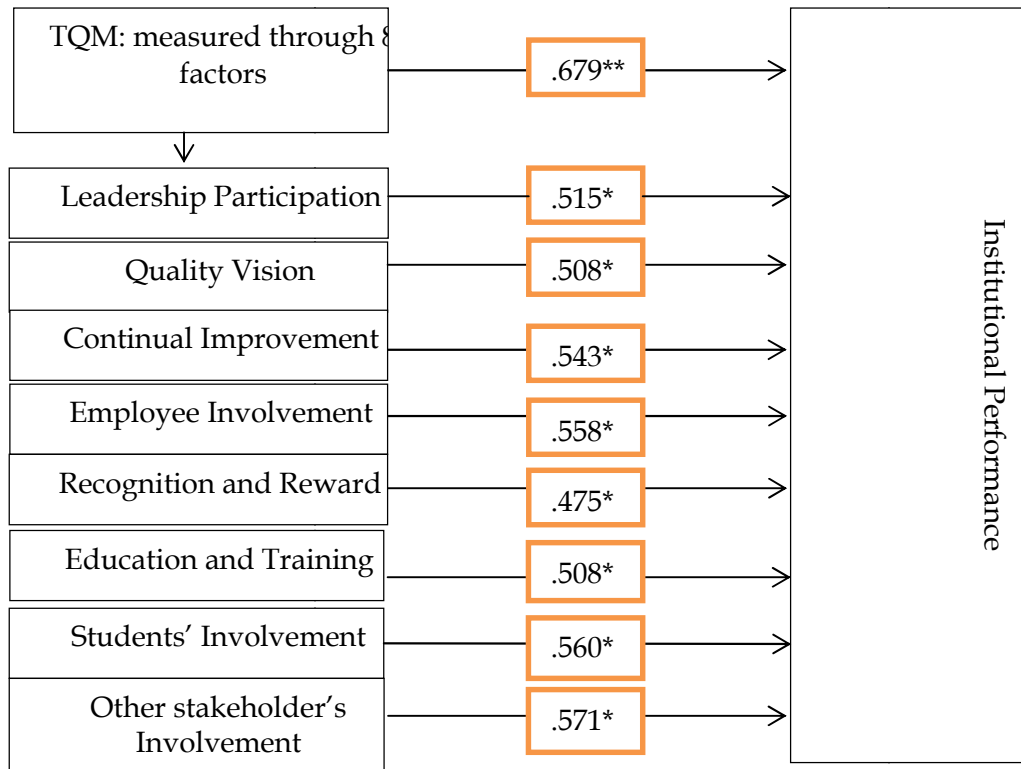 TQM: measured through 8
factors
.679**
Leadership Participation
.515*
Quality Vision
.508*
Continual Improvement
.543*
Employee Involvement
.558*
Recognition and Reward
.475*
Education and Training
.508*
Students’ Involvement
.560*
Other stakeholder’s
Involvement
.571*
Institutional Performance